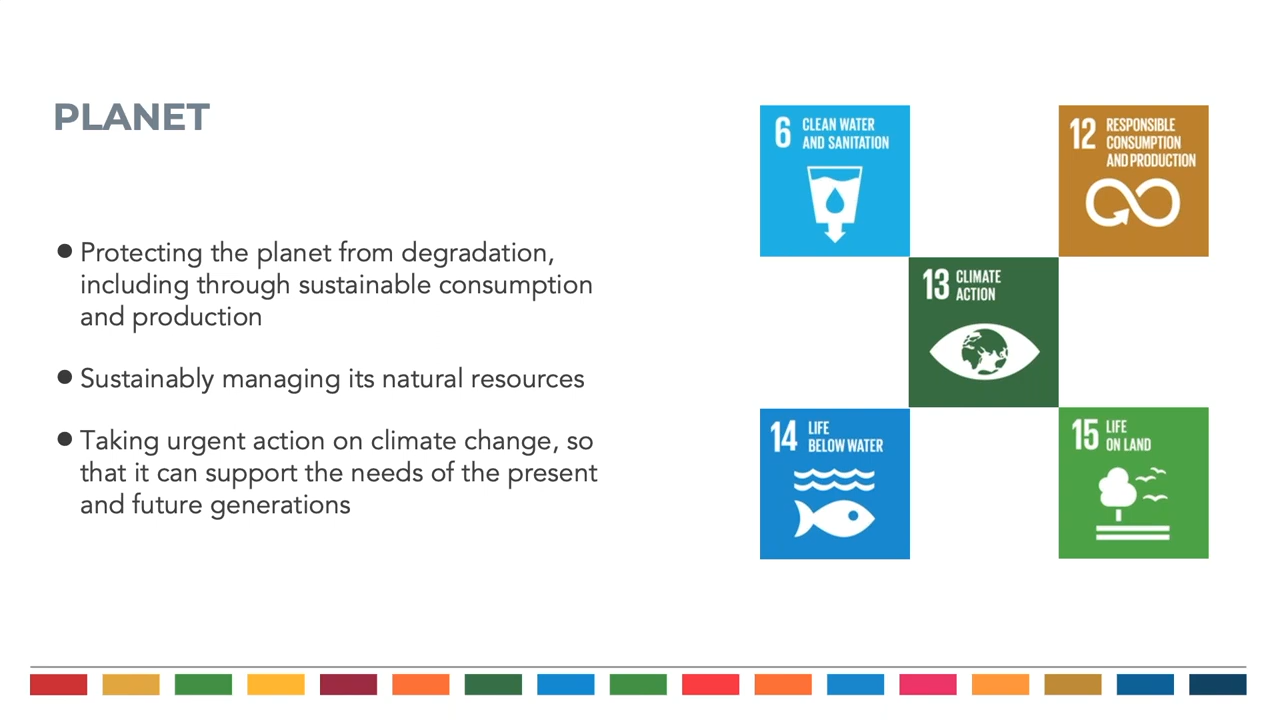 PLANET
● Protecting the planet from degradation,
including through sustainable consumption
and production
● Sustainably managing its natural resources
● Taking urgent action on climate change, so
that it can support the needs of the present
and future generations
6 CLEAN WATER
AND SANITATION
12 RESPONSIBLE
CONSUMPTION
AND PRODUCTION
13 CLIMATE
ACTION
14 LIFE
BELOW WATER
15 LIFE
ON LAND